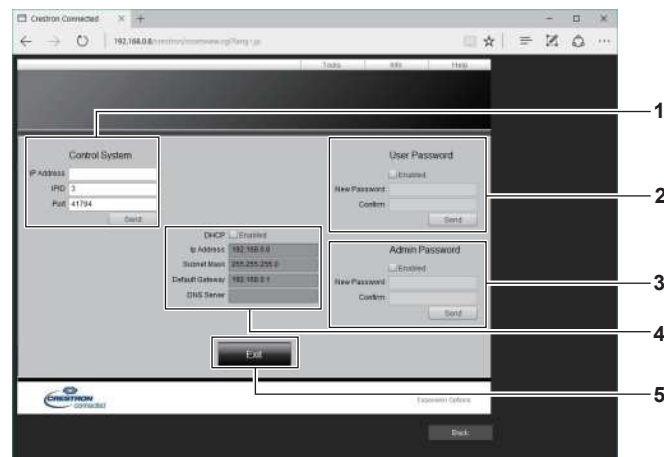 Crestron Connected
192.168.0.8/crestron/roomview.cgi?lang=ja
Tools Info Help
1
Control System
IP Address
IPID 3
Port 41794
Send
User Password
Enabled
New Password
Confirm
Send
2
DHCP Enabled
Ip Address 192.168.0.8
Subnet Mask 255.255.255.0
Default Gateway 192.168.0.1
DNS Server
Admin Password
Enabled
New Password
Confirm
Send
3
4
Exit
5
CRESTRON
connected
Expansion Options
Back